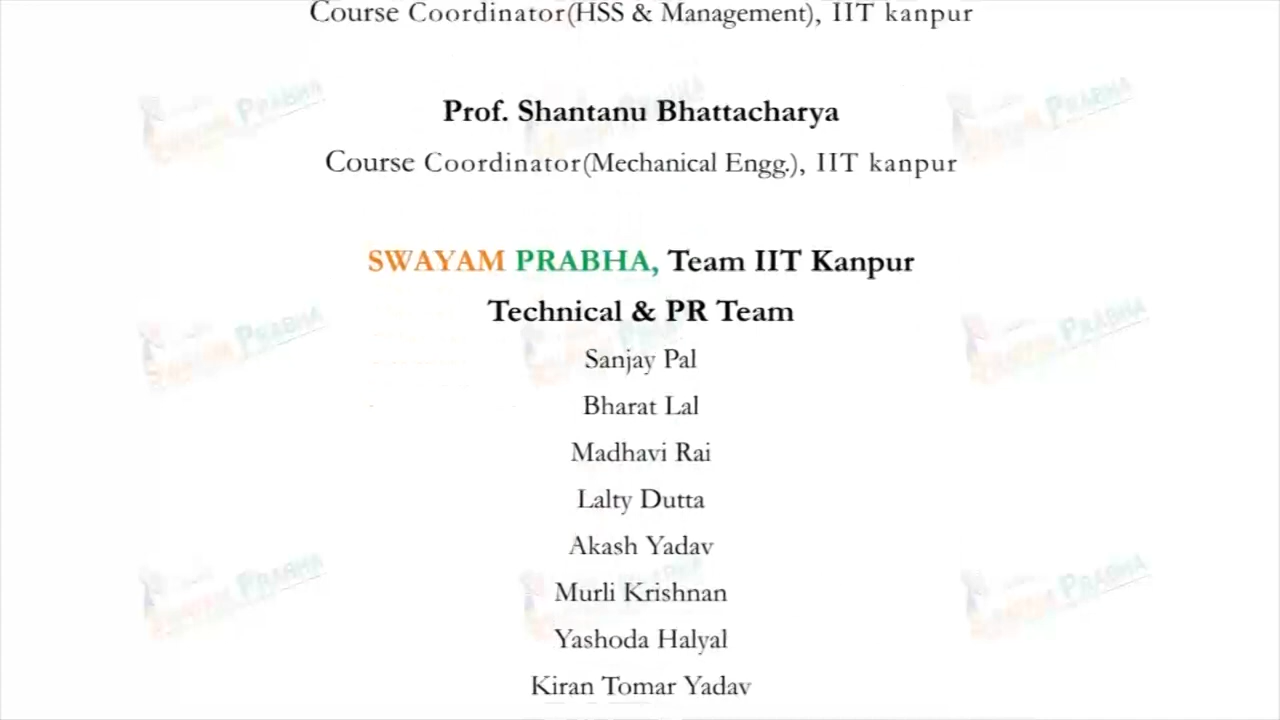 Course Coordinator(HSS & Management), IIT kanpur
Prof. Shantanu Bhattacharya
Course Coordinator(Mechanical Engg.), IIT kanpur
SWAYAM PRABHA, Team IIT Kanpur
Technical & PR Team
Sanjay Pal
Bharat Lal
Madhavi Rai
Lalty Dutta
Akash Yadav
Murli Krishnan
Yashoda Halyal
Kiran Tomar Yadav